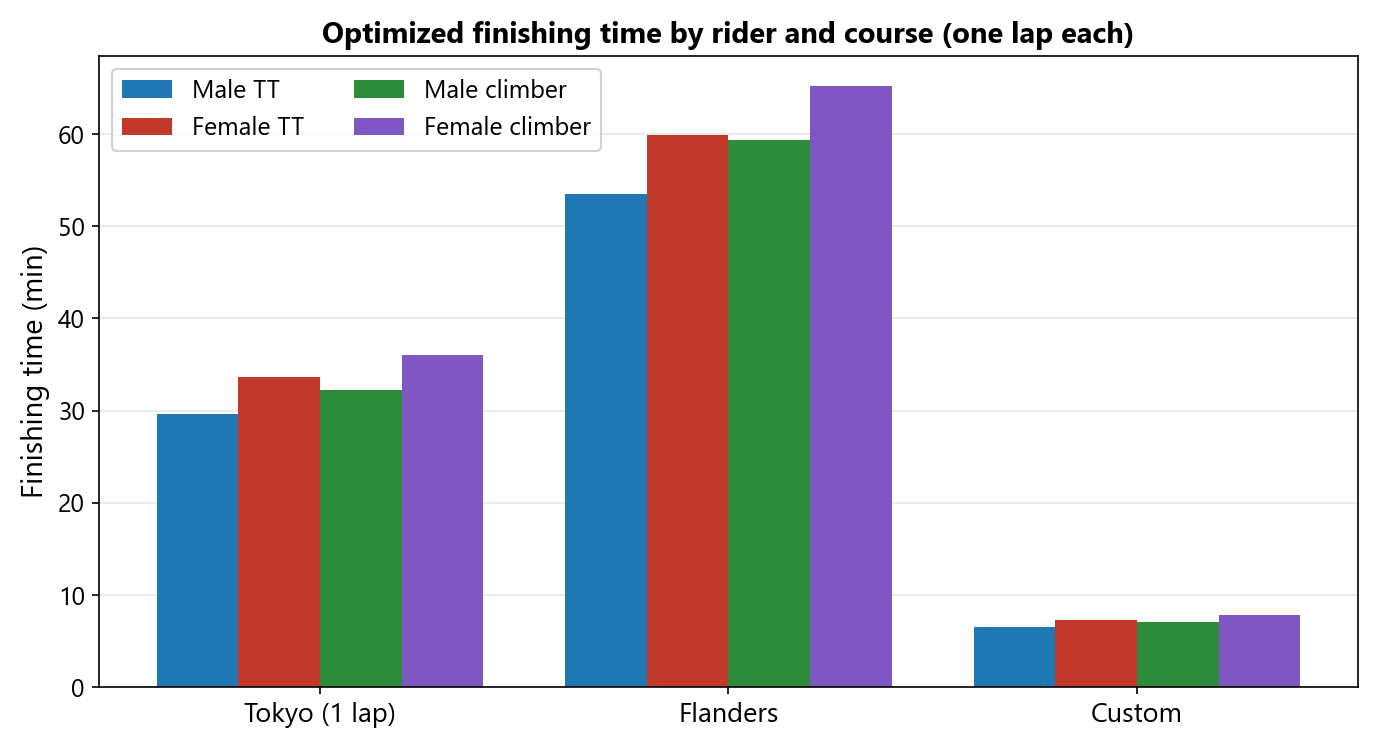 Optimized finishing time by rider and course (one lap each)
Male TT
Female TT
Male climber
Female climber
Finishing time (min)
60
50
40
30
20
10
0
Tokyo (1 lap)
Flanders
Custom